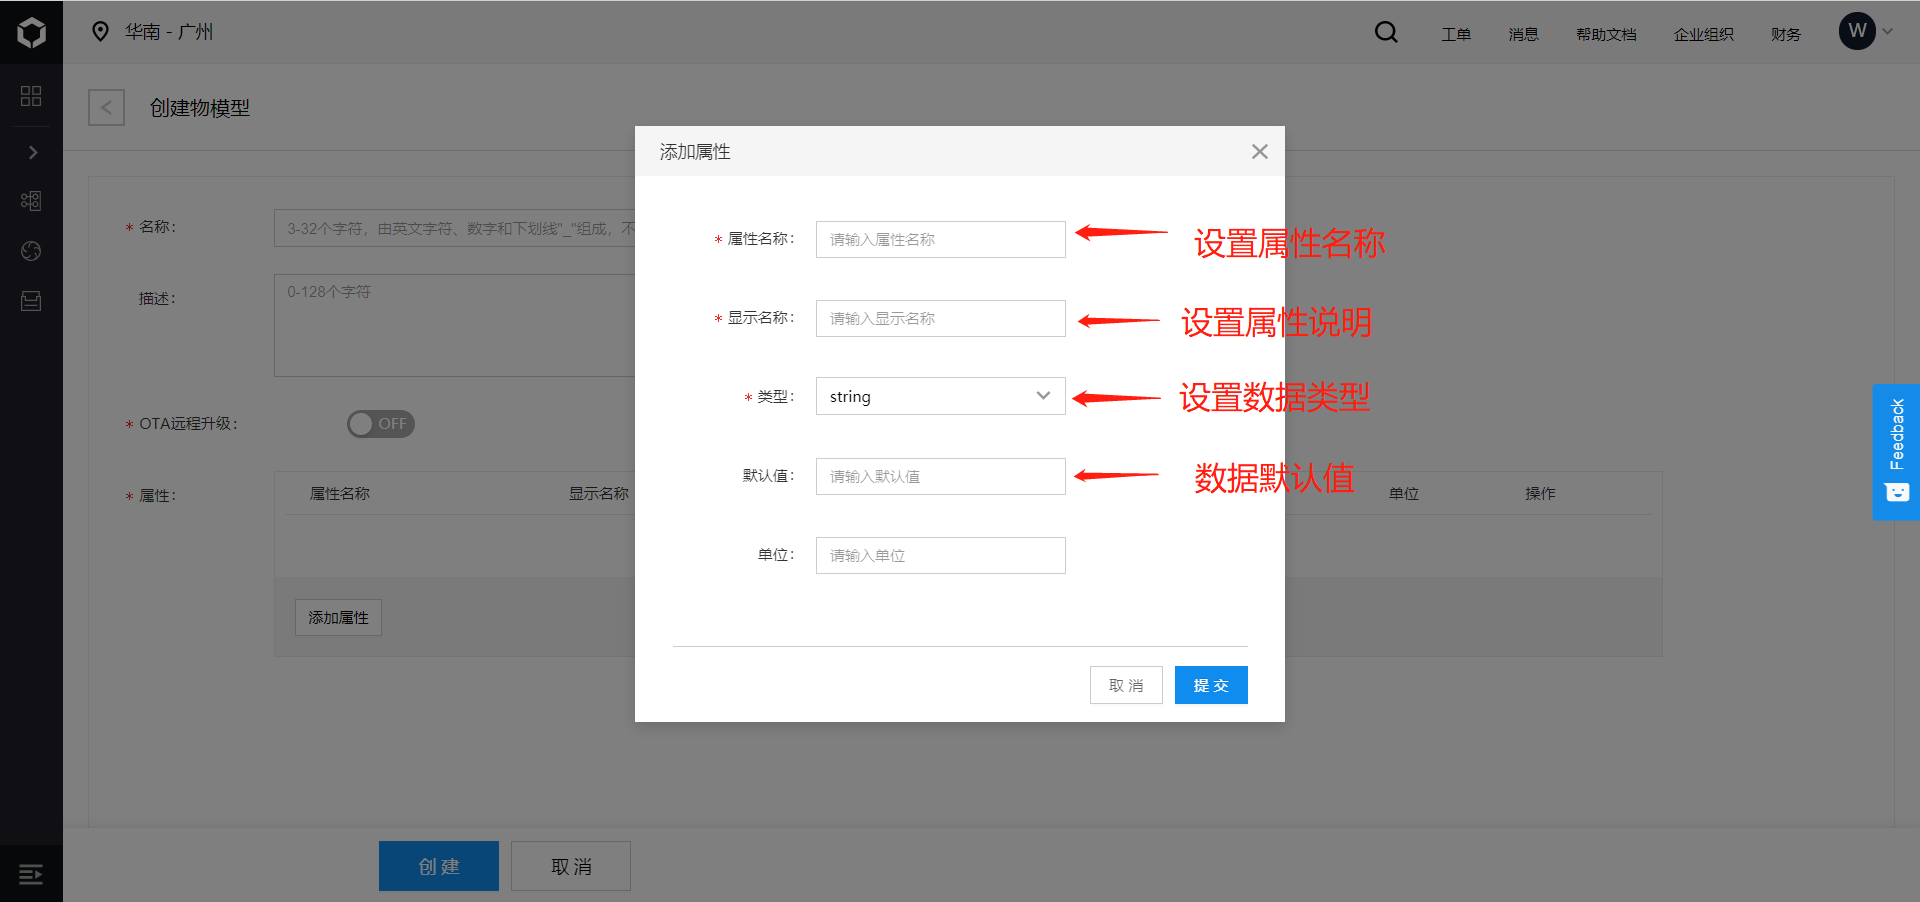 华南 - 广州
工单
消息
帮助文档
企业组织
财务
W
创建物模型
添加属性
* 名称：
3-32个字符，由英文字符、数字和下划线"_"组成，不
描述：
0-128个字符
* OTA远程升级：
OFF
* 属性：
属性名称
显示名称
单位
操作
添加属性
* 属性名称：
请输入属性名称
设置属性名称
* 显示名称：
请输入显示名称
设置属性说明
* 类型：
string
设置数据类型
默认值：
请输入默认值
数据默认值
单位：
请输入单位
取 消
提 交
创 建
取 消
Feedback